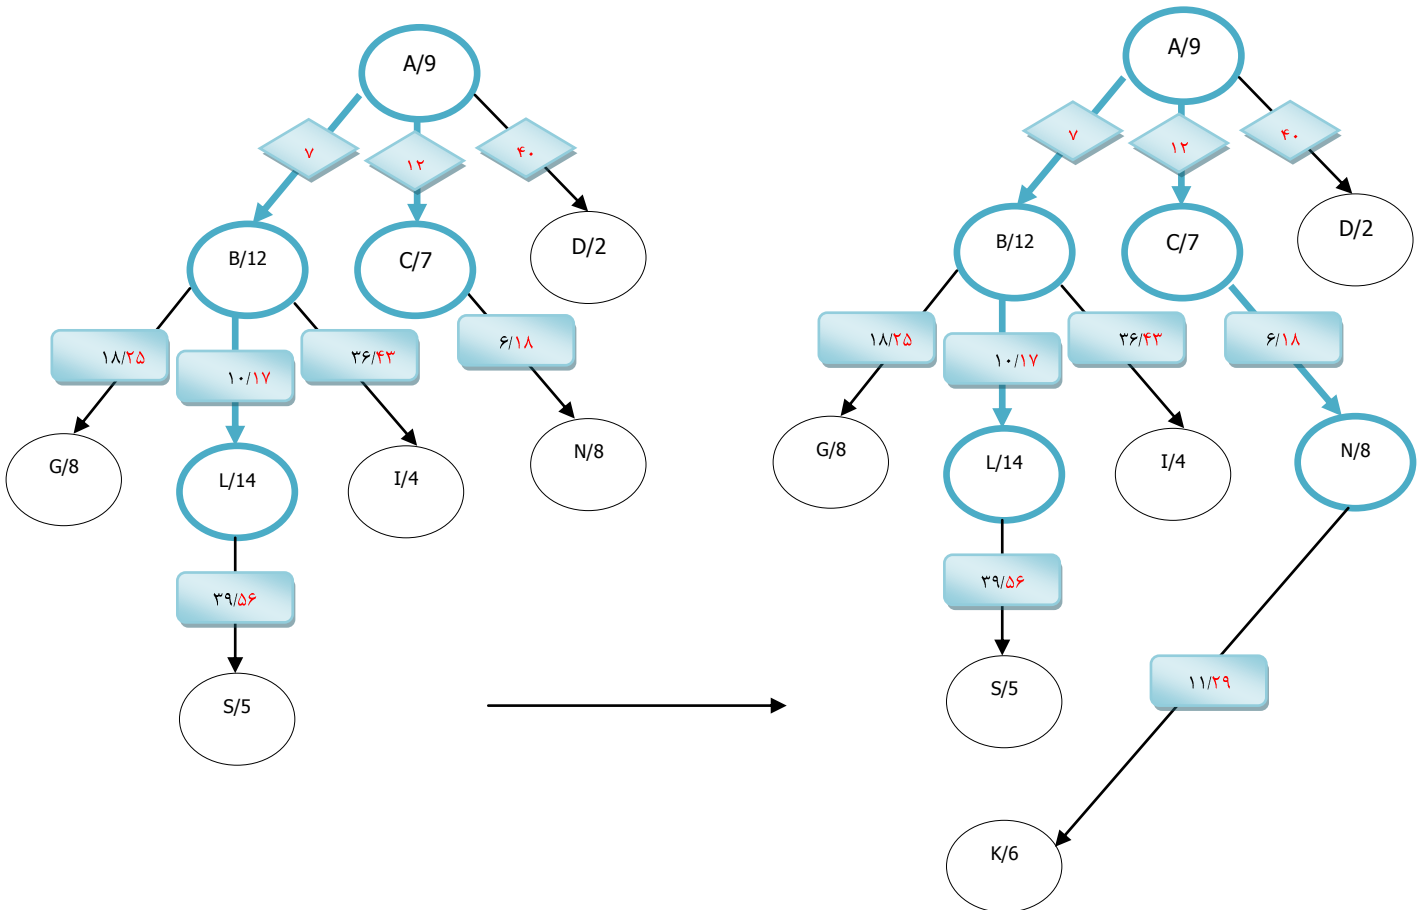 A/9
۷
۱۲
۴۰
B/12
C/7
D/2
۱۸/۲۵
۱۰/۱۷
۳۶/۴۳
۶/۱۸
G/8
L/14
I/4
N/8
۳۹/۵۶
S/5
A/9
۷
۱۲
۴۰
B/12
C/7
D/2
۱۸/۲۵
۱۰/۱۷
۳۶/۴۳
۶/۱۸
G/8
L/14
I/4
N/8
۳۹/۵۶
S/5
۱۱/۲۹
K/6